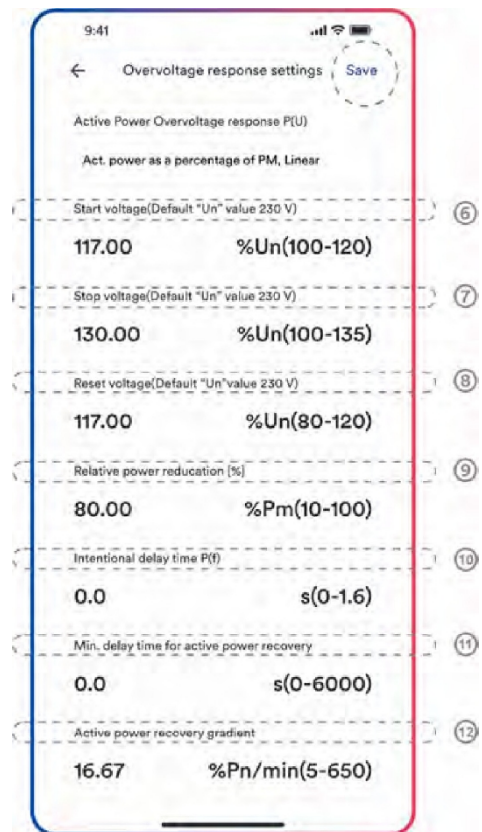 9:41
← Overvoltage response settings Save
Active Power Overvoltage response P(U)
Act. power as a percentage of PM, Linear
Start voltage(Default "Un" value 230 V) ⑥
117.00 %Un(100-120)
Stop voltage(Default "Un" value 230 V) ⑦
130.00 %Un(100-135)
Reset voltage(Default "Un"value 230 V) ⑧
117.00 %Un(80-120)
Relative power reducation (%) ⑨
80.00 %Pm(10-100)
Intentional delay time P(f) ⑩
0.0 s(0-1.6)
Min. delay time for active power recovery ⑪
0.0 s(0-6000)
Active power recovery gradient ⑫
16.67 %Pn/min(5-650)